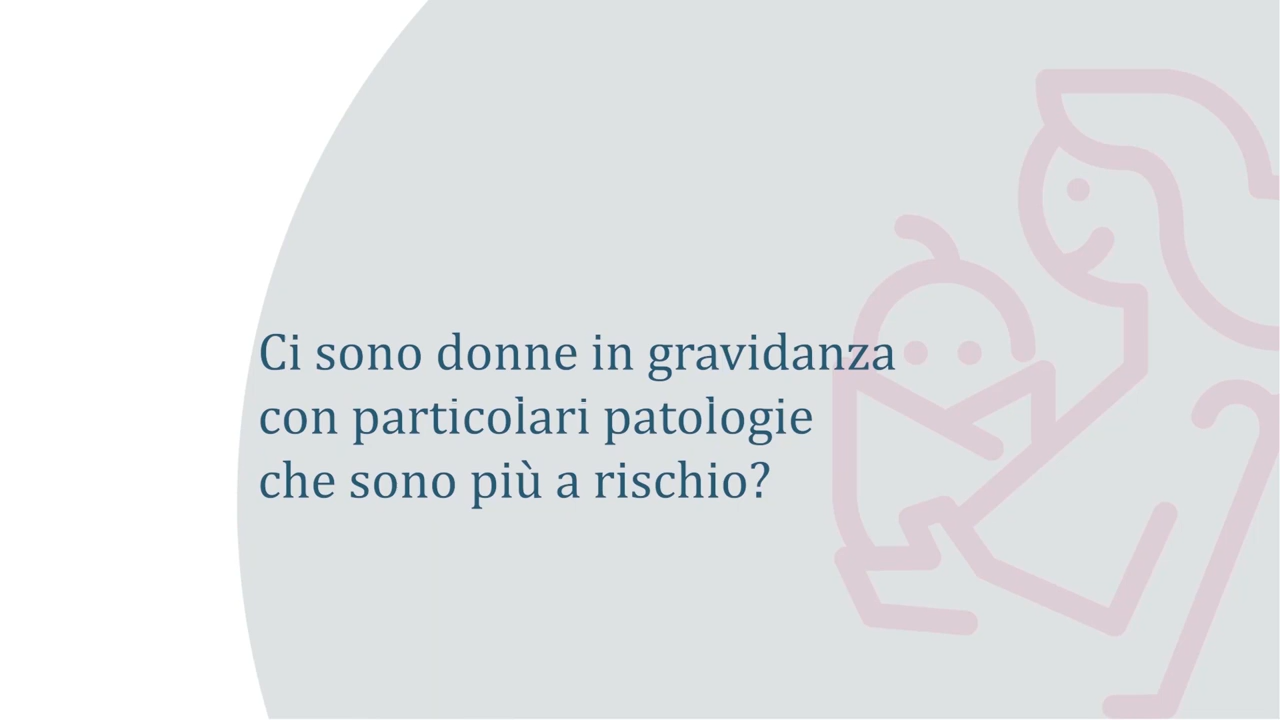 Ci sono donne in gravidanza
con particolari patologie
che sono più a rischio?